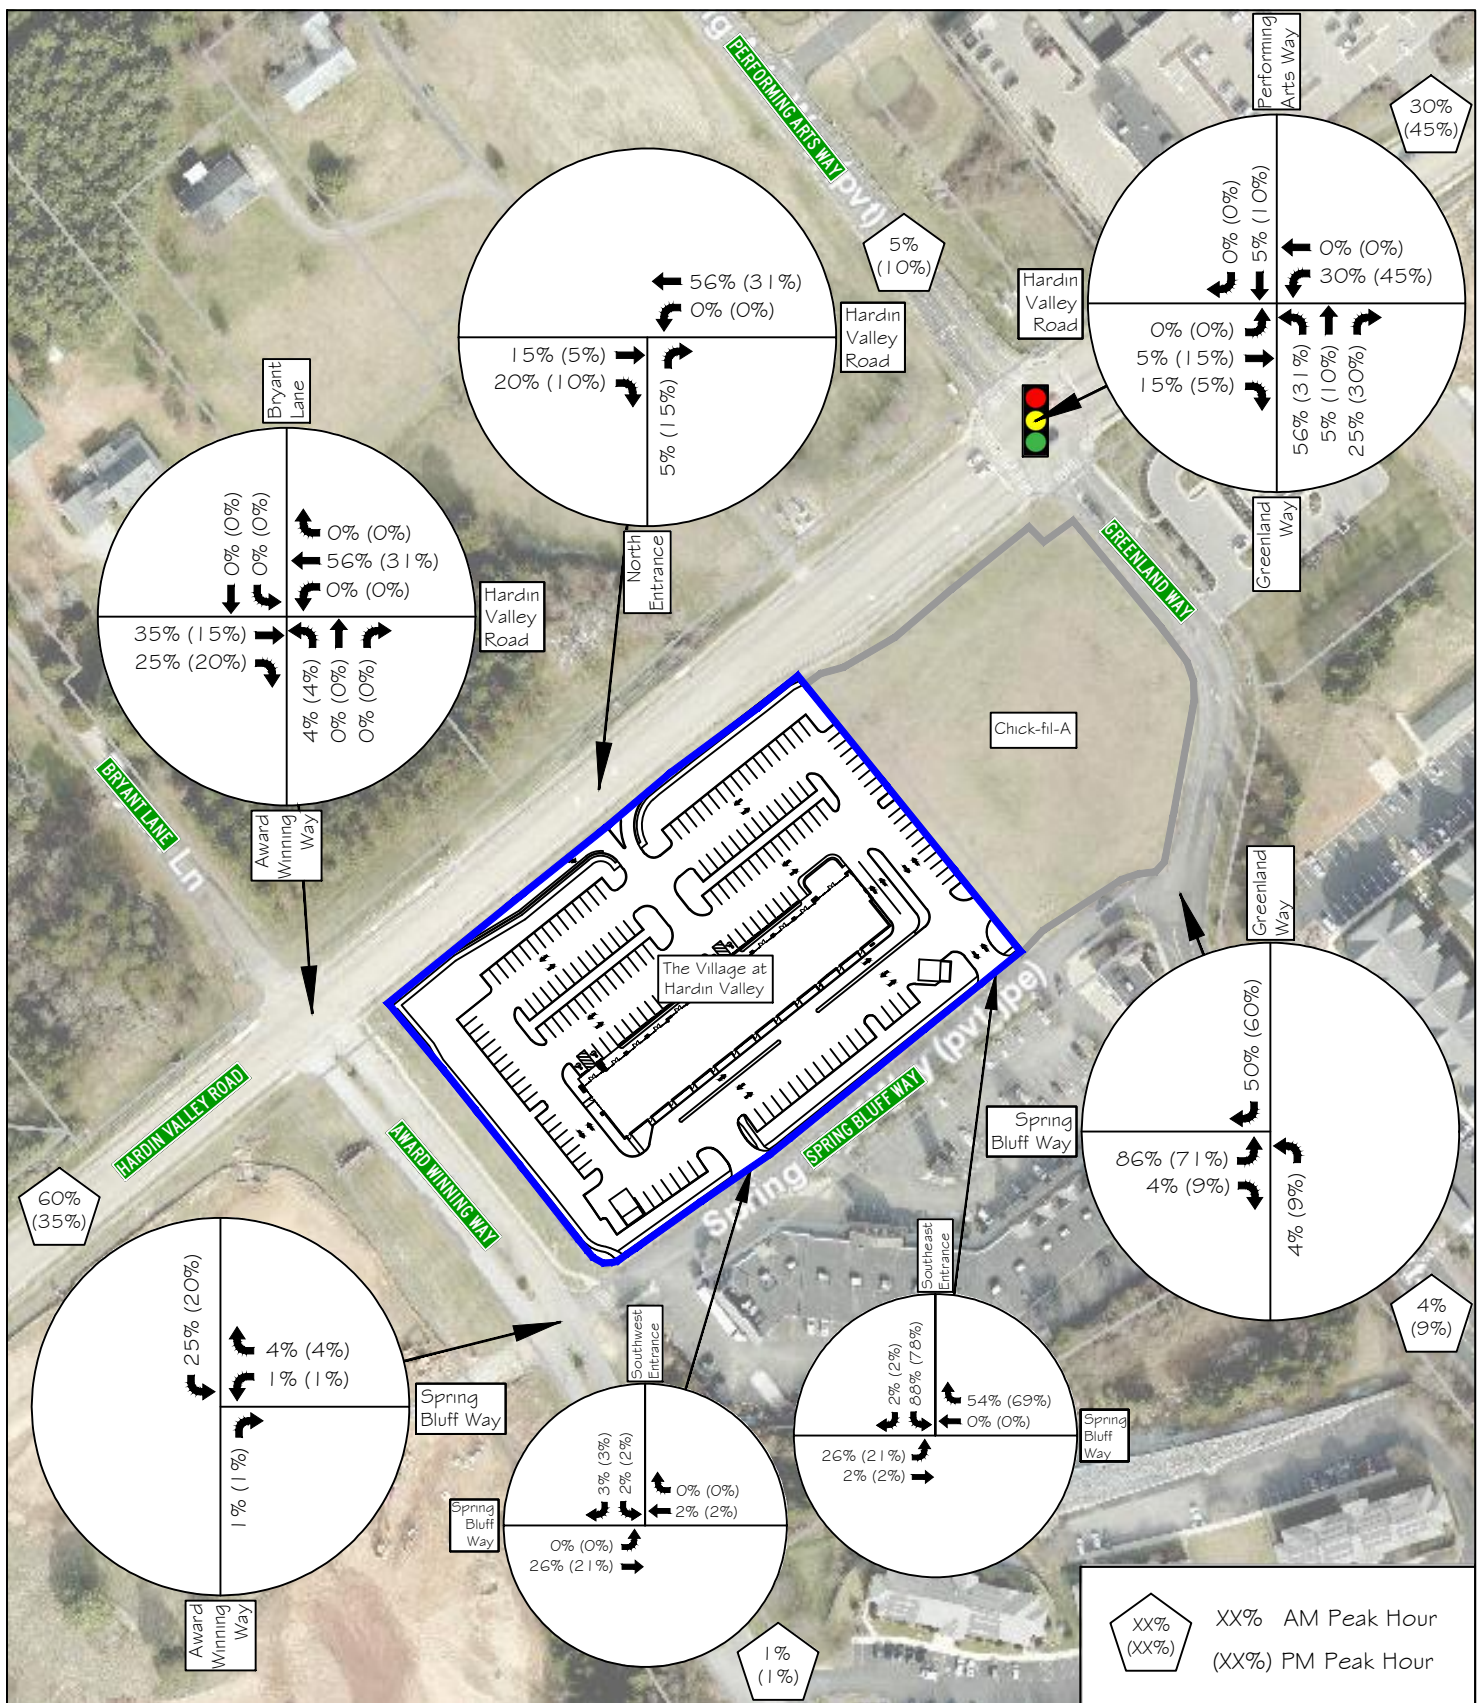 Performing
Arts Way
30%
(45%)
0% (0%)
5% (10%)
0% (0%)
30% (45%)
Hardin
Valley
Road
0% (0%)
5% (15%)
15% (5%)
56% (31%)
5% (10%)
25% (30%)
Greenland
Way
PERFORMING ARTS WAY
(pvt)
5%
(10%)
56% (31%)
0% (0%)
Hardin
Valley
Road
15% (5%)
20% (10%)
5% (15%)
North
Entrance
Bryant
Lane
0% (0%)
0% (0%)
0% (0%)
56% (31%)
0% (0%)
Hardin
Valley
Road
35% (15%)
25% (20%)
4% (4%)
0% (0%)
0% (0%)
Award
Winning
Way
GREENLAND WAY
Chick-fil-A
BRYANT LANE
Ln
The Village at
Hardin Valley
Greenland
Way
50% (60%)
Spring
Bluff Way
86% (71%)
4% (9%)
4% (9%)
4%
(9%)
HARDIN VALLEY ROAD
AWARD WINNING WAY
SPRING BLUFF WAY
Spring
60%
(35%)
25% (20%)
4% (4%)
1% (1%)
Spring
Bluff Way
1% (1%)
Award
Winning
Way
Southwest
Entrance
3% (3%)
2% (2%)
0% (0%)
2% (2%)
Spring
Bluff
Way
0% (0%)
26% (21%)
1%
(1%)
Southeast
Entrance
2% (2%)
88% (78%)
54% (69%)
0% (0%)
Spring
Bluff
Way
26% (21%)
2% (2%)
XX%
(XX%)
XX% AM Peak Hour
(XX%) PM Peak Hour